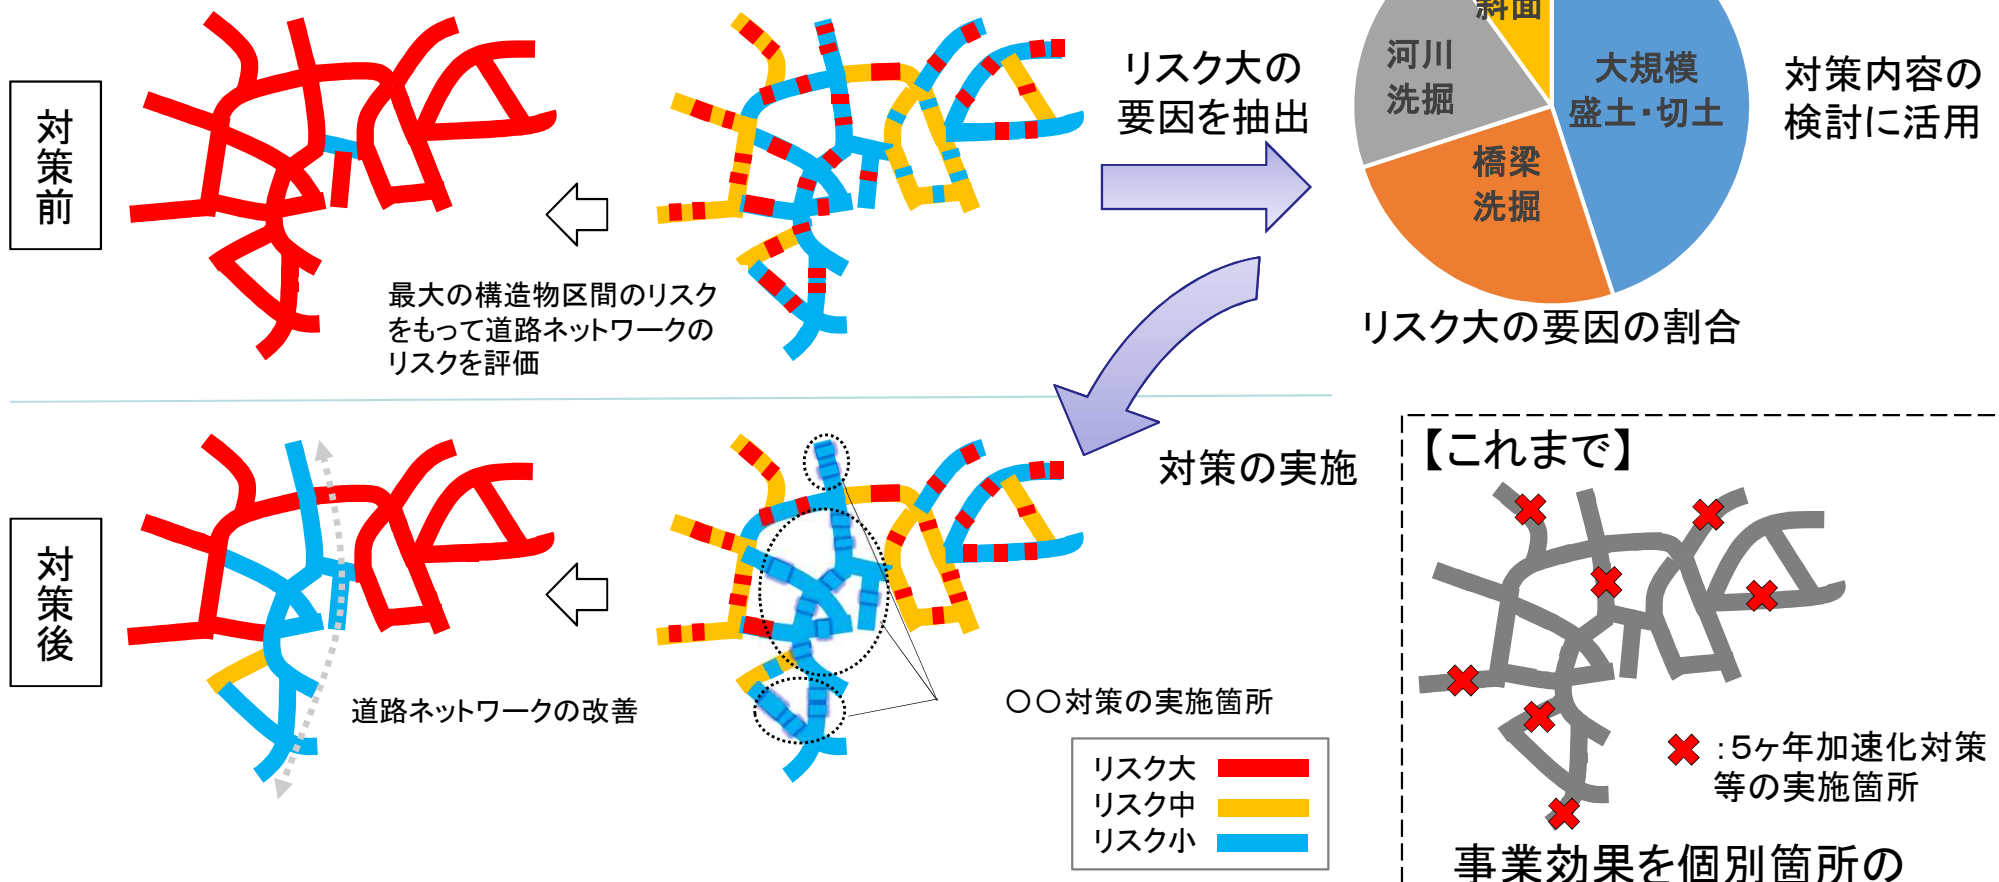 対策前
最大の構造物区間のリスク
をもって道路ネットワークの
リスクを評価
リスク大の
要因を抽出
斜面
河川
洗掘
大規模
盛土・切土
橋梁
洗掘
リスク大の要因の割合
対策内容の
検討に活用
対策後
道路ネットワークの改善
対策の実施
〇〇対策の実施箇所
リスク大
リスク中
リスク小
【これまで】
:5ヶ年加速化対策
等の実施箇所
事業効果を個別箇所の